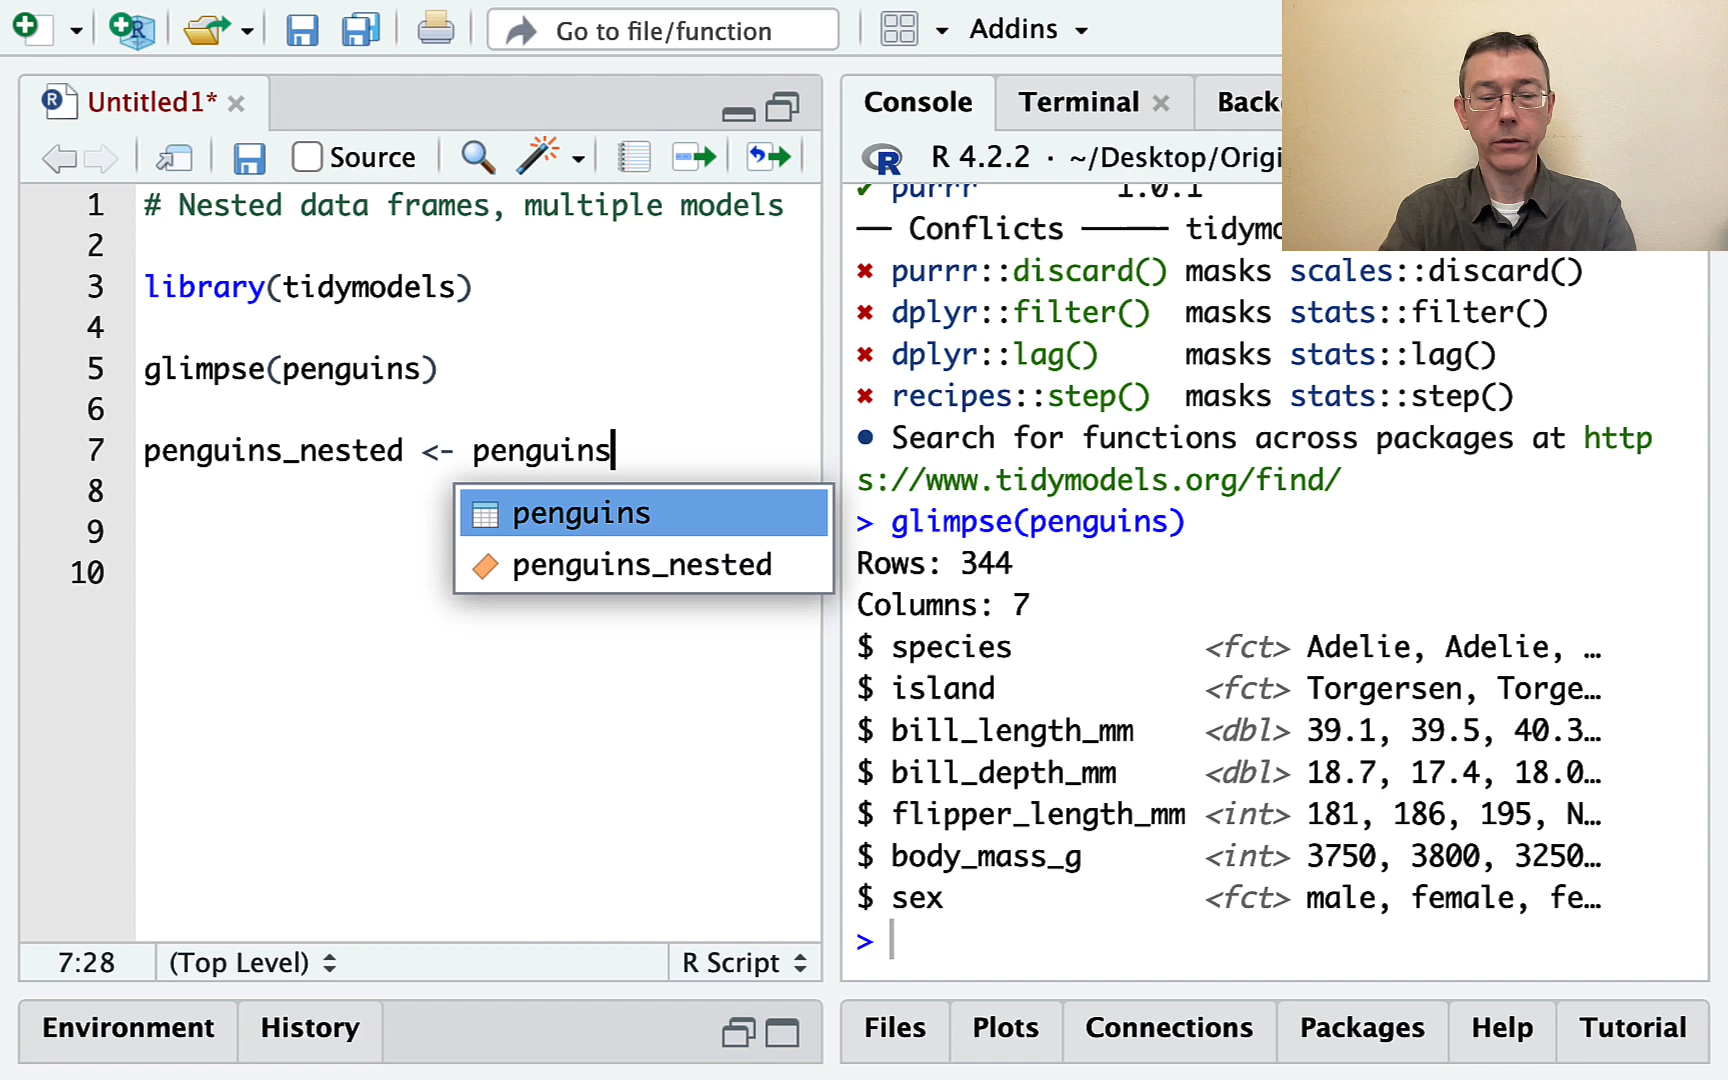 Go to file/function
Addins
Untitled1*
Source
1 # Nested data frames, multiple models
2
3 library(tidymodels)
4
5 glimpse(penguins)
6
7 penguins_nested <- penguins
8
9
10
penguins
penguins_nested
7:28 (Top Level) R Script
Environment History
Console Terminal
R 4.2.2 · ~/Desktop/Origi
✔ purrr 1.0.1
── Conflicts ───── tidymo
✖ purrr::discard() masks scales::discard()
✖ dplyr::filter() masks stats::filter()
✖ dplyr::lag() masks stats::lag()
✖ recipes::step() masks stats::step()
● Search for functions across packages at http
s://www.tidymodels.org/find/
> glimpse(penguins)
Rows: 344
Columns: 7
$ species <fct> Adelie, Adelie, …
$ island <fct> Torgersen, Torge…
$ bill_length_mm <dbl> 39.1, 39.5, 40.3…
$ bill_depth_mm <dbl> 18.7, 17.4, 18.0…
$ flipper_length_mm <int> 181, 186, 195, N…
$ body_mass_g <int> 3750, 3800, 3250…
$ sex <fct> male, female, fe…
>
Files Plots Connections Packages Help Tutorial